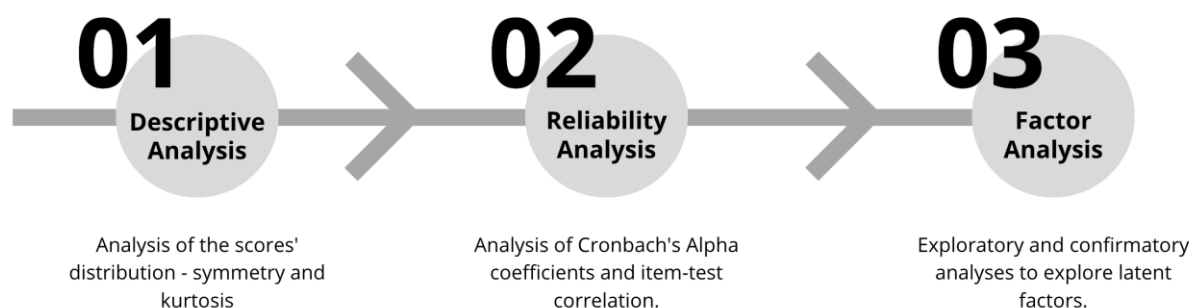 01
Descriptive
Analysis
Analysis of the scores'
distribution - symmetry and
kurtosis
02
Reliability
Analysis
Analysis of Cronbach's Alpha
coefficients and item-test
correlation.
03
Factor
Analysis
Exploratory and confirmatory
analyses to explore latent
factors.